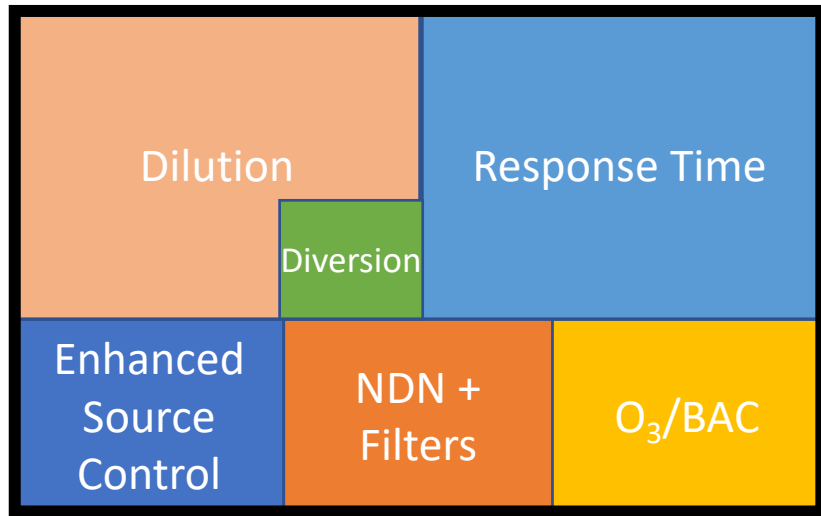 Dilution
Response Time
Diversion
Enhanced
Source
Control
NDN +
Filters
O₃/BAC